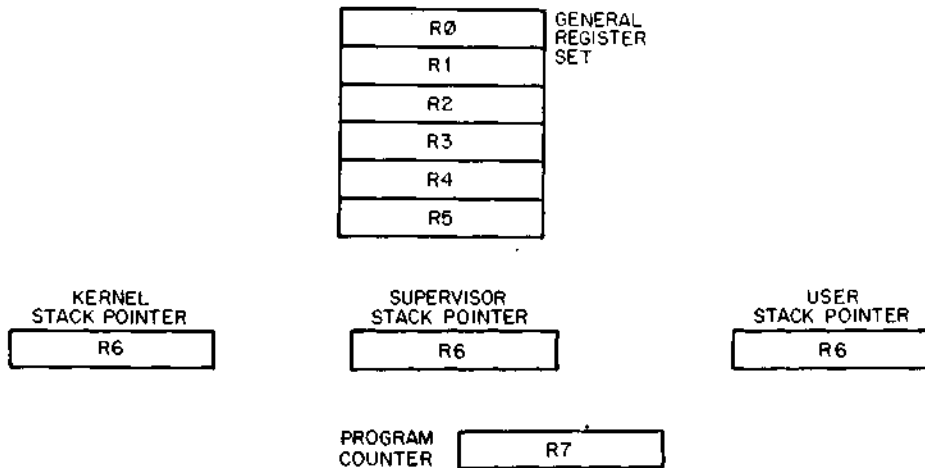 RØ
GENERAL
REGISTER
SET
R1
R2
R3
R4
R5
KERNEL
STACK POINTER
R6
SUPERVISOR
STACK POINTER
R6
USER
STACK POINTER
R6
PROGRAM
COUNTER
R7